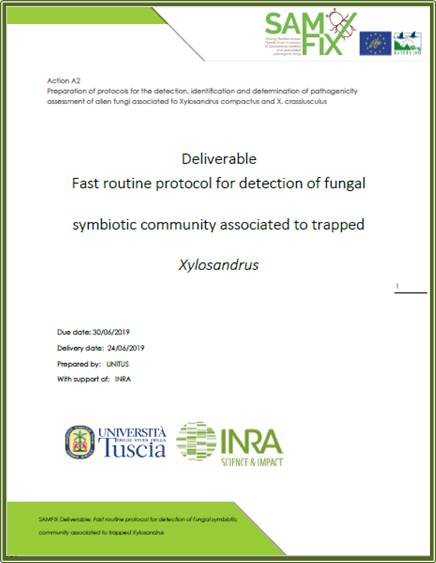 SAM
FIX
Action A2
Preparation of protocols for the detection, identification and determination of pathogenicity
assessment of alien fungi associated to Xylosandrus compactus and X. crassiusculus
Deliverable
Fast routine protocol for detection of fungal
symbiotic community associated to trapped
Xylosandrus
1
Due date: 30/06/2019
Delivery date: 24/06/2019
Prepared by: UNITUS
With support of: INRA
UNIVERSITÀ
DEGLI STUDI DELLA
Tuscia
INRA
SCIENCE & IMPACT
SAMFIX Deliverable: Fast routine protocol for detection of fungal symbiotic
community associated to trapped Xylosandrus